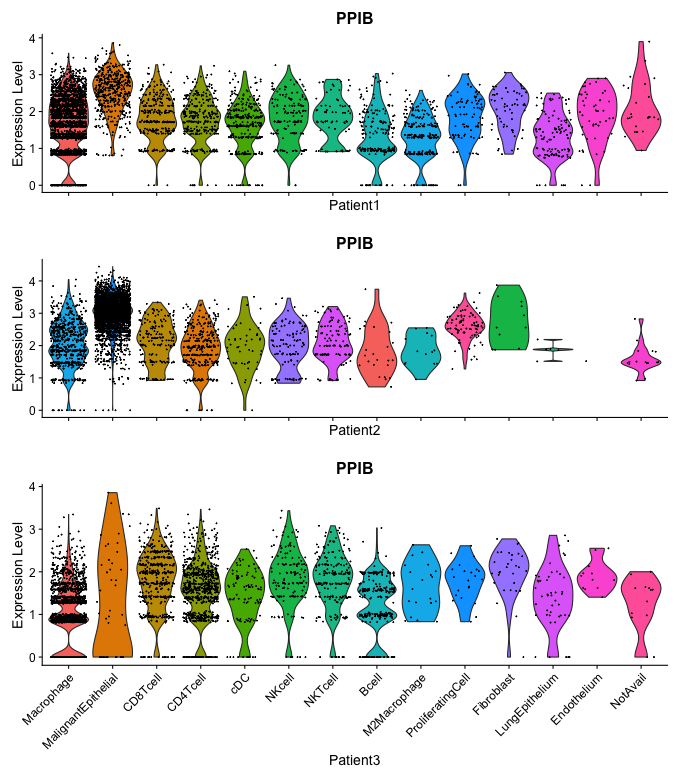 PPIB
Expression Level
4
3
2
1
0
Patient1
PPIB
Expression Level
4
3
2
1
0
Patient2
PPIB
Expression Level
4
3
2
1
0
Macrophage
MalignantEpithelial
CD8Tcell
CD4Tcell
cDC
NKcell
NKTcell
Bcell
M2Macrophage
ProliferatingCell
Fibroblast
LungEpithelium
Endothelium
NotAvail
Patient3